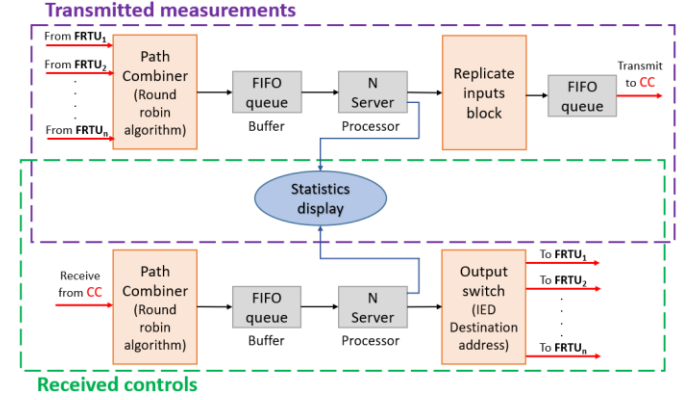 Transmitted measurements
From FRTU1
From FRTU2
From FRTUn
Path
Combiner
(Round
robin
algorithm)
FIFO
queue
Buffer
N
Server
Processor
Replicate
inputs
block
FIFO
queue
Transmit
to CC
Statistics
display
Receive
from CC
Path
Combiner
(Round
robin
algorithm)
FIFO
queue
Buffer
N
Server
Processor
Output
switch
(IED
Destination
address)
To FRTU1
To FRTU2
To FRTUn
Received controls